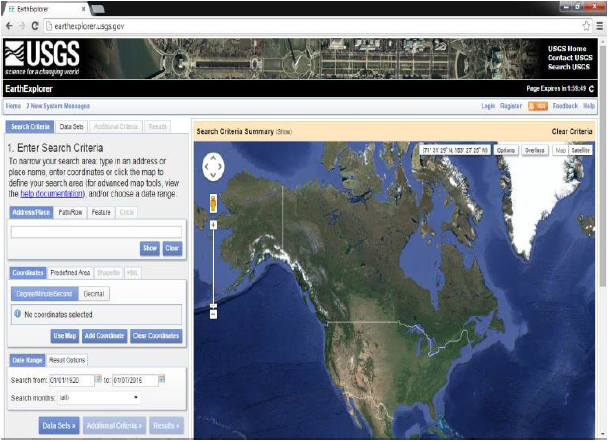 EarthExplorer
earthexplorer.usgs.gov
USGS
science for a changing world
USGS Home
Contact USGS
Search USGS
EarthExplorer
Page Expires In 1:59:49
Home 2 New System Messages
Login Register RSS Feedback Help
Search Criteria Data Sets Additional Criteria Results
Search Criteria Summary (Show) Clear Criteria
1. Enter Search Criteria
To narrow your search area: type in an address or
place name, enter coordinates or click the map to
define your search area (for advanced map tools, view
the help documentation), and/or choose a date range.
Options Overlays Map Satellite
Address/Place Path/Row Feature Circle
Show Clear
Coordinates Predefined Area Shapefile KML
Degree/Minute/Second Decimal
No coordinates selected.
Use Map Add Coordinate Clear Coordinates
Date Range Result Options
Search from: 01/01/1920 to: 01/07/2016
Search months: (all)
Data Sets » Additional Criteria » Results »